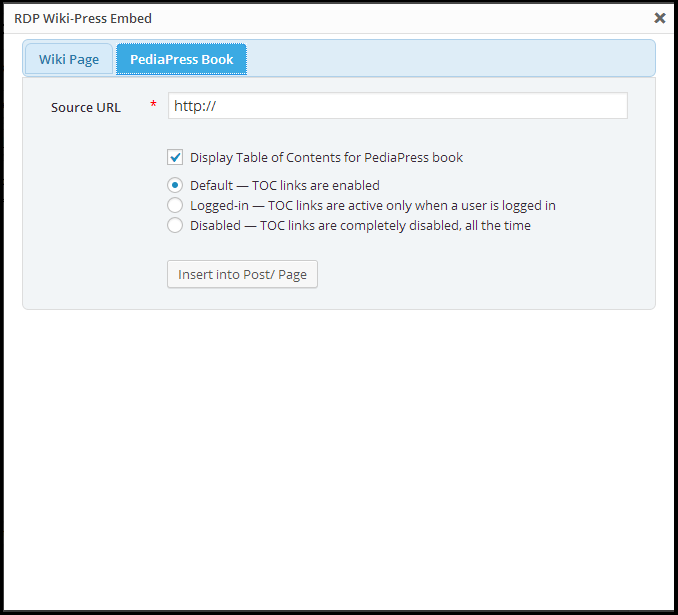 RDP Wiki-Press Embed
Wiki Page PediaPress Book
Source URL * http://
Display Table of Contents for PediaPress book
Default — TOC links are enabled
Logged-in — TOC links are active only when a user is logged in
Disabled — TOC links are completely disabled, all the time
Insert into Post/ Page